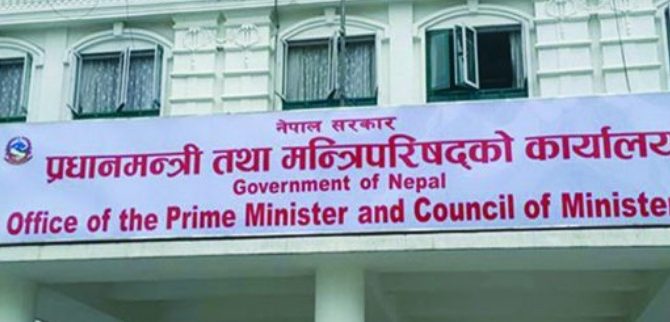 नेपाल सरकार
प्रधानमन्त्री तथा मन्त्रिपरिषद्को कार्यालय
Government of Nepal
Office of the Prime Minister and Council of Ministe